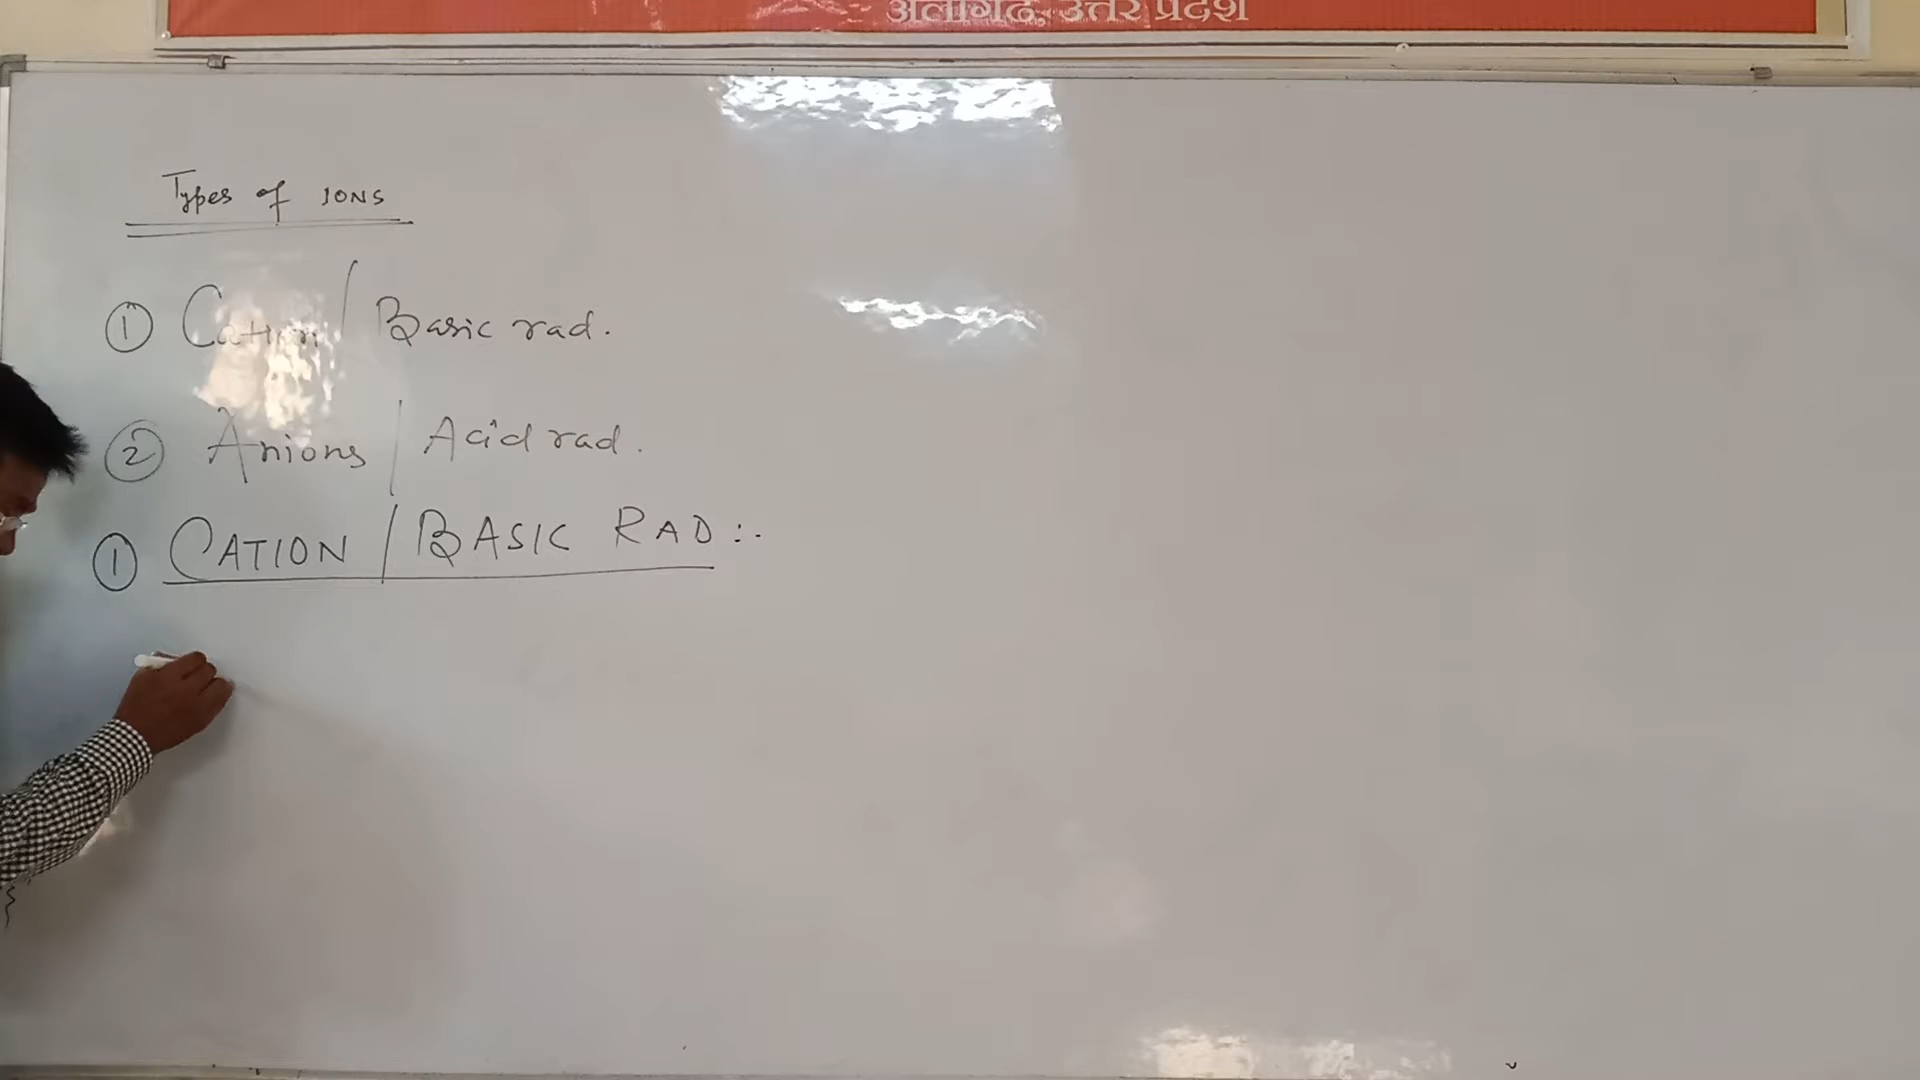 अलीगढ़, उत्तर प्रदेश
Types of IONS
① Cation / Basic rad.
② Anions / Acid rad.
① CATION / BASIC RAD :.